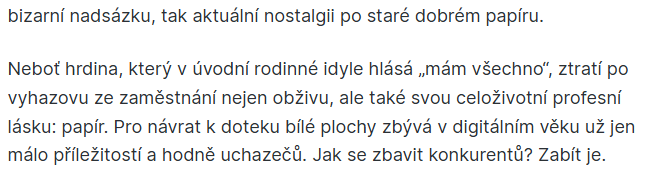 bizarní nadsázku, tak aktuální nostalgii po staré dobrém papíru.
Neboť hrdina, který v úvodní rodinné idyle hlásá „mám všechno“, ztratí po
vyhazovu ze zaměstnání nejen obživu, ale také svou celoživotní profesní
lásku: papír. Pro návrat k doteku bílé plochy zbývá v digitálním věku už jen
málo příležitostí a hodně uchazečů. Jak se zbavit konkurentů? Zabít je.